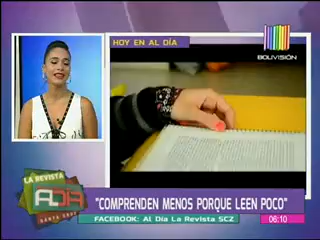 HOY EN AL DÍA
BOLIVISIÓN
LA REVISTA
ADÍA
SANTA CRUZ
"COMPRENDEN MENOS PORQUE LEEN POCO"
FACEBOOK: Al Día La Revista SCZ
06:10